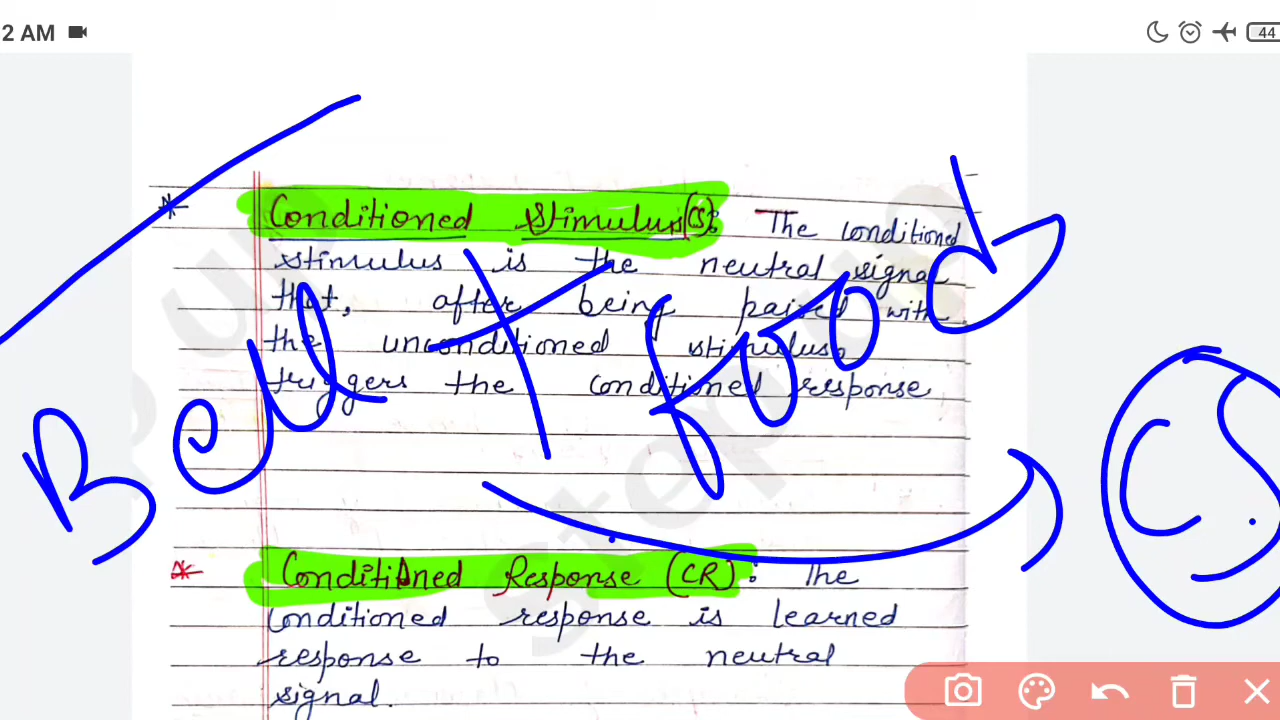 2 AM
44
* Conditioned Stimulus(CS): The conditioned
stimulus is the neutral signal
that, after being paired with
the unconditioned stimulus,
triggers the conditioned response
Bell + food
CS
* Conditioned Response (CR): The
conditioned response is learned
response to the neutral
signal.